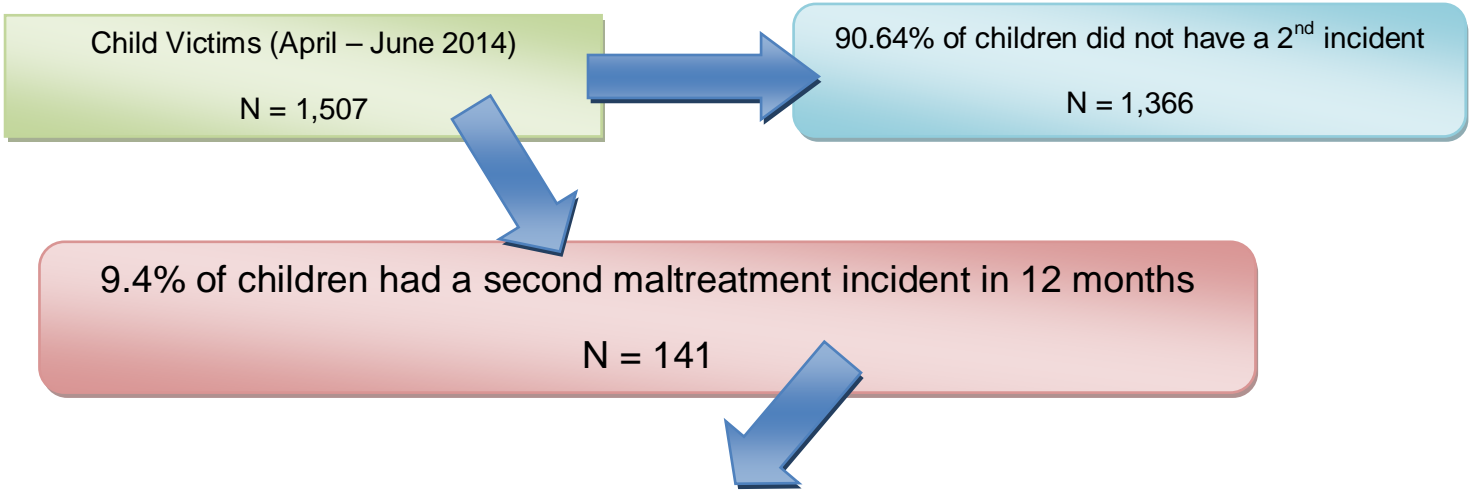 Child Victims (April – June 2014)
N = 1,507
90.64% of children did not have a 2nd incident
N = 1,366
9.4% of children had a second maltreatment incident in 12 months
N = 141